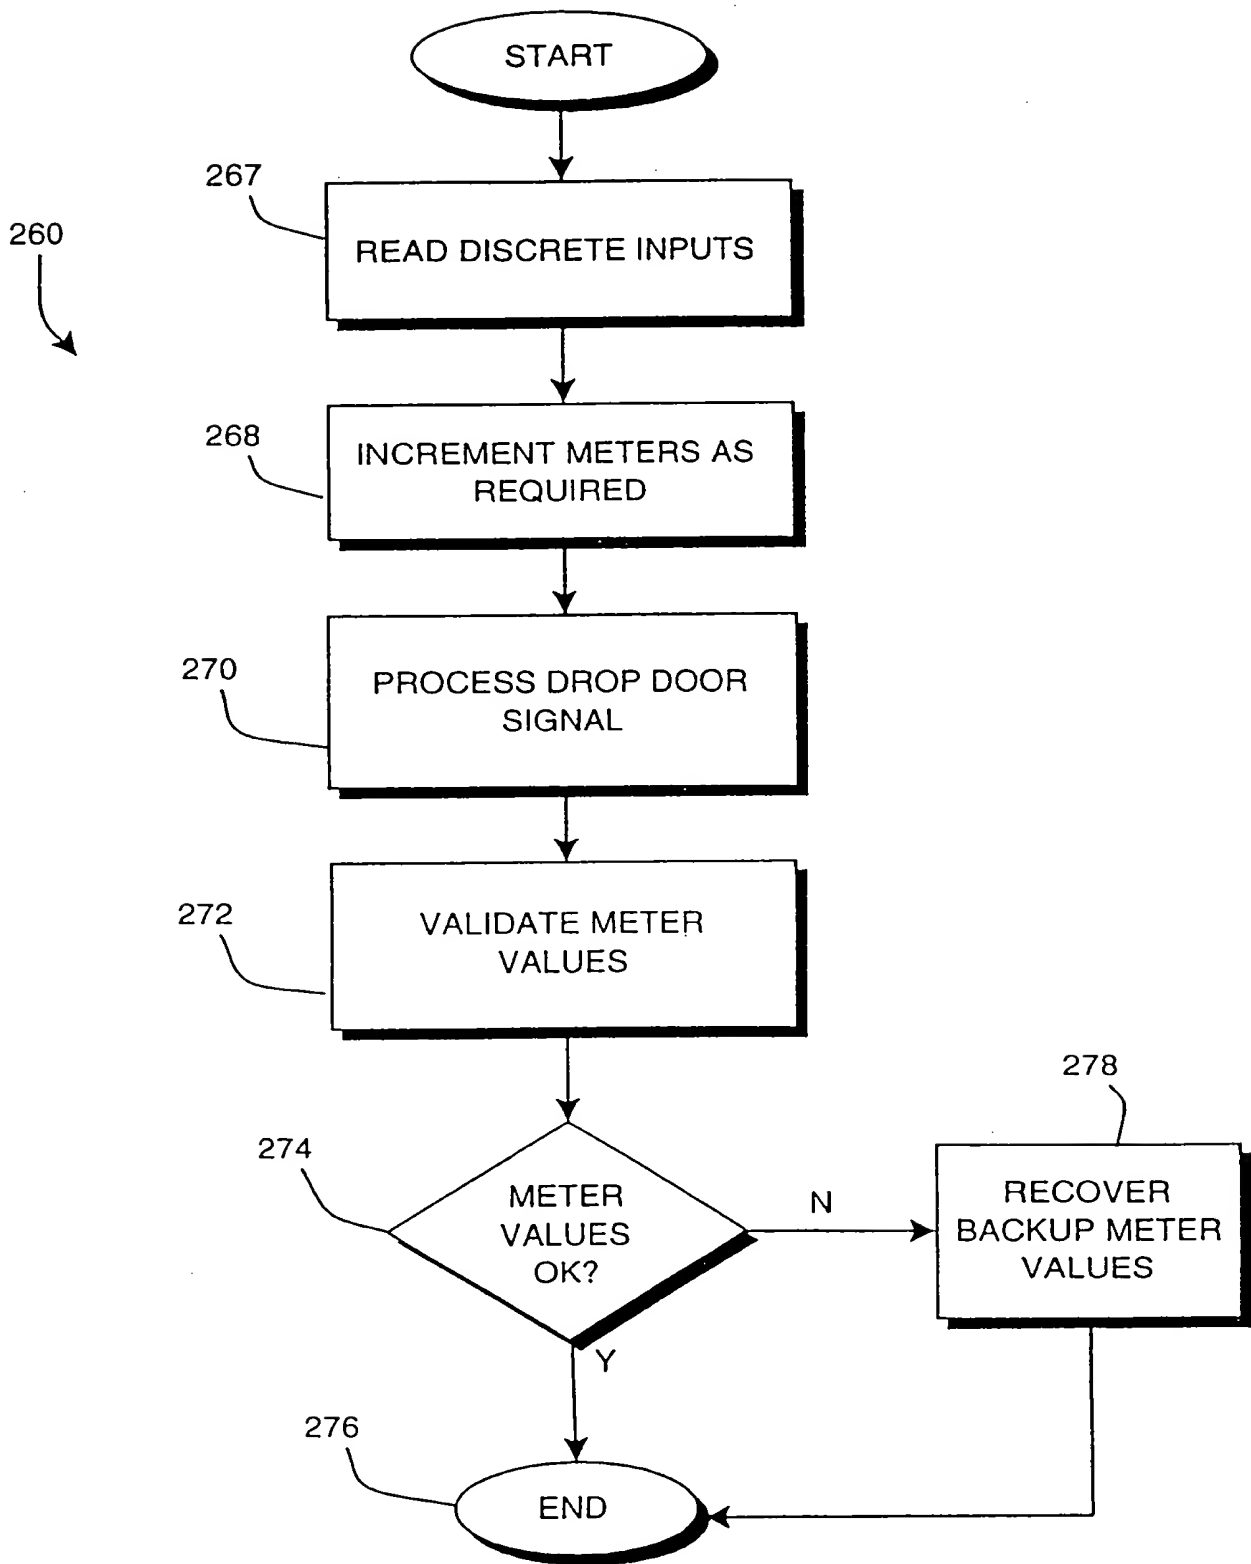 START
267
260
READ DISCRETE INPUTS
268
INCREMENT METERS AS
REQUIRED
270
PROCESS DROP DOOR
SIGNAL
272
VALIDATE METER
VALUES
278
274
METER
VALUES
OK?
N
RECOVER
BACKUP METER
VALUES
Y
276
END